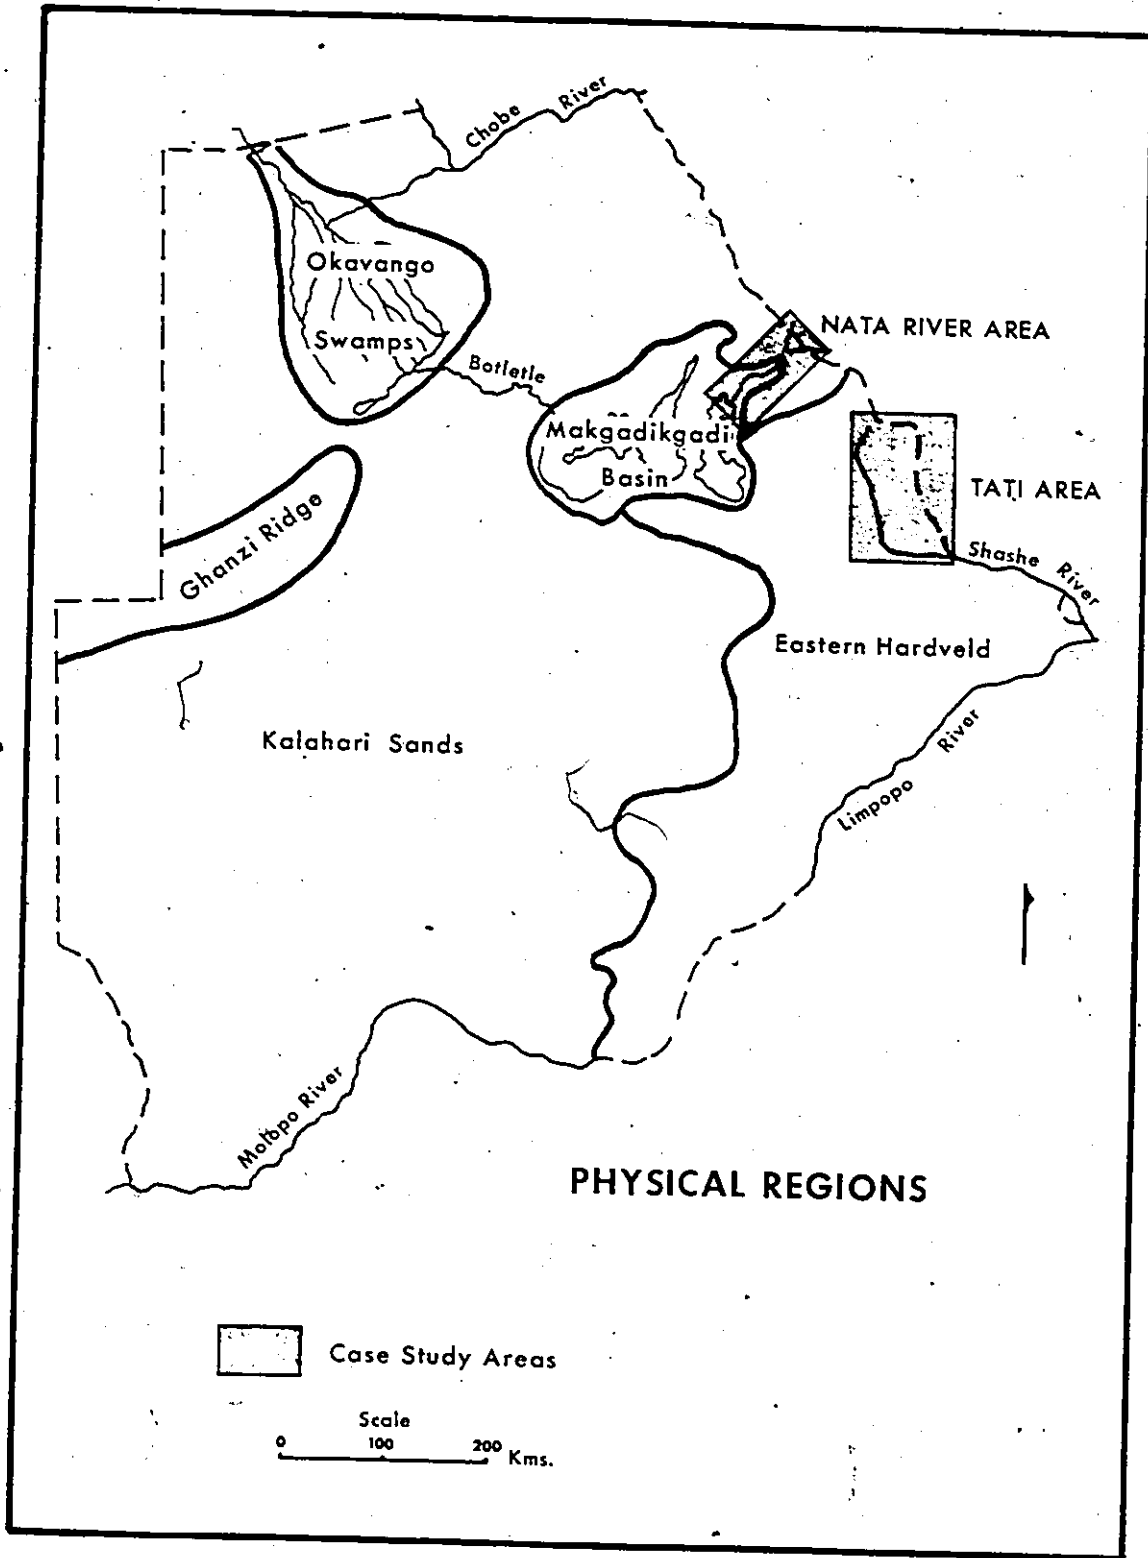 Chobe River
Okavango
Swamps
Botletle
NATA RIVER AREA
Makgadikgadi
Basin
TATI AREA
Ghanzi Ridge
Shashe River
Eastern Hardveld
Kalahari Sands
Limpopo River
Molopo River
PHYSICAL REGIONS
Case Study Areas
Scale
0 100 200 Kms.